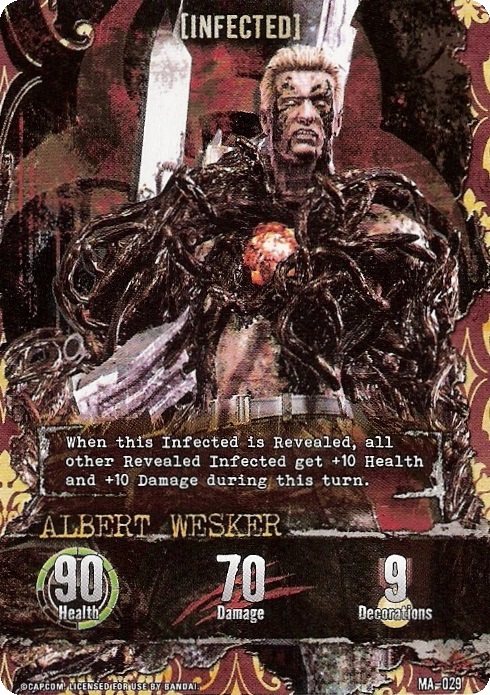 [INFECTED]
When this Infected is Revealed, all
other Revealed Infected get +10 Health
and +10 Damage during this turn.
ALBERT WESKER
90 70 9
Health Damage Decorations
©CAPCOM. LICENSED FOR USE BY BANDAI. MA-029